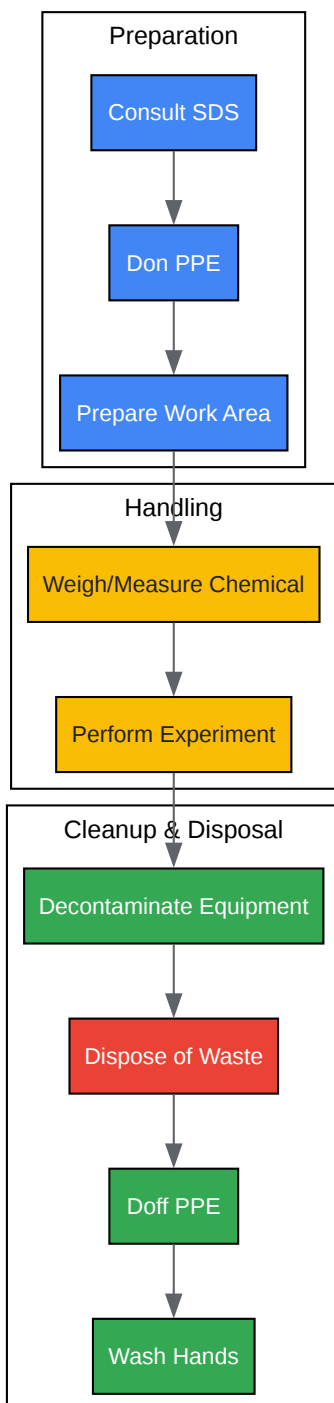 Preparation
Consult SDS
Don PPE
Prepare Work Area
Handling
Weigh/Measure Chemical
Perform Experiment
Cleanup & Disposal
Decontaminate Equipment
Dispose of Waste
Doff PPE
Wash Hands